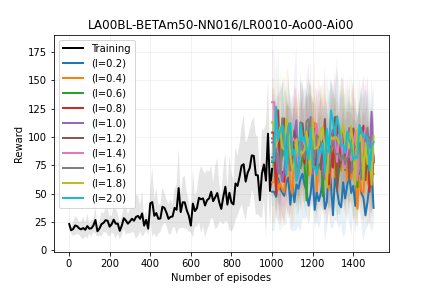 LA00BL-BETAm50-NN016/LR0010-Ao00-Ai00
Reward
175
150
125
100
75
50
25
0
Training
(l=0.2)
(l=0.4)
(l=0.6)
(l=0.8)
(l=1.0)
(l=1.2)
(l=1.4)
(l=1.6)
(l=1.8)
(l=2.0)
0 200 400 600 800 1000 1200 1400
Number of episodes